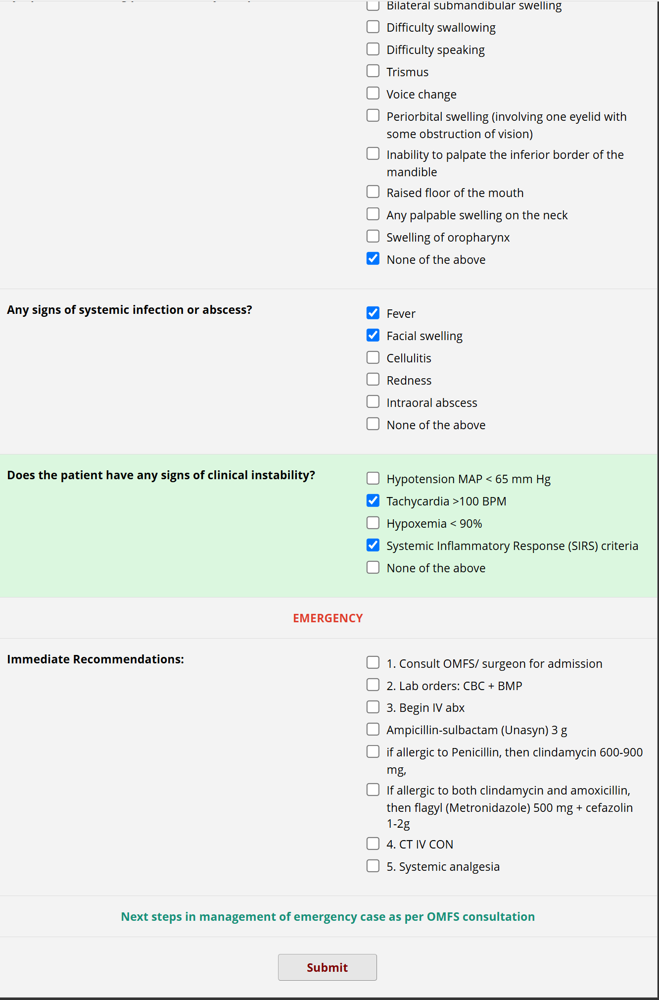 Bilateral submandibular swelling
Difficulty swallowing
Difficulty speaking
Trismus
Voice change
Periorbital swelling (involving one eyelid with
some obstruction of vision)
Inability to palpate the inferior border of the
mandible
Raised floor of the mouth
Any palpable swelling on the neck
Swelling of oropharynx
None of the above
Any signs of systemic infection or abscess?
Fever
Facial swelling
Cellulitis
Redness
Intraoral abscess
None of the above
Does the patient have any signs of clinical instability?
Hypotension MAP < 65 mm Hg
Tachycardia >100 BPM
Hypoxemia < 90%
Systemic Inflammatory Response (SIRS) criteria
None of the above
EMERGENCY
Immediate Recommendations:
1. Consult OMFS/ surgeon for admission
2. Lab orders: CBC + BMP
3. Begin IV abx
Ampicillin-sulbactam (Unasyn) 3 g
if allergic to Penicillin, then clindamycin 600-900
mg,
If allergic to both clindamycin and amoxicillin,
then flagyl (Metronidazole) 500 mg + cefazolin
1-2g
4. CT IV CON
5. Systemic analgesia
Next steps in management of emergency case as per OMFS consultation
Submit